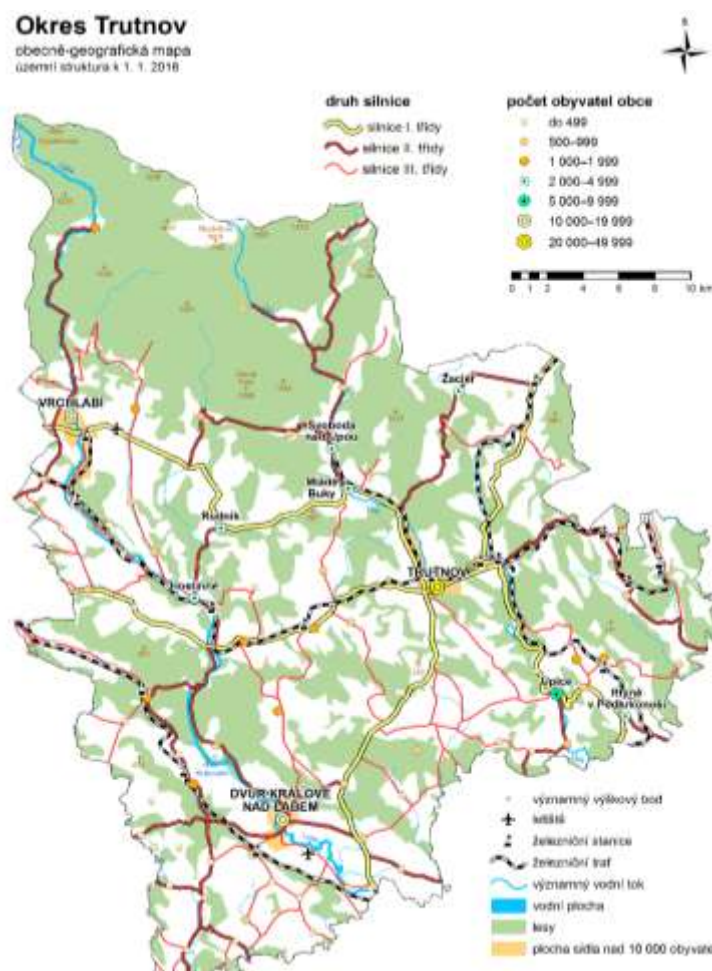 Okres Trutnov
obecně-geografická mapa
územní struktura k 1. 1. 2016
S
druh silnice
silnice I. třídy
silnice II. třídy
silnice III. třídy
počet obyvatel obce
do 499
500–999
1 000–1 999
2 000–4 999
5 000–9 999
10 000–19 999
20 000–49 999
0 1 2 4 6 8 10 km
Žacléř
VRCHLABÍ
Svoboda
nad Úpou
Mladé
Buky
Rudník
TRUTNOV
Hostinné
Úpice
Rtyně
v Podkrkonoší
DVŮR KRÁLOVÉ
NAD LABEM
významný výškový bod
letiště
železniční stanice
železniční trať
významný vodní tok
vodní plocha
lesy
plocha sídla nad 10 000 obyvatel